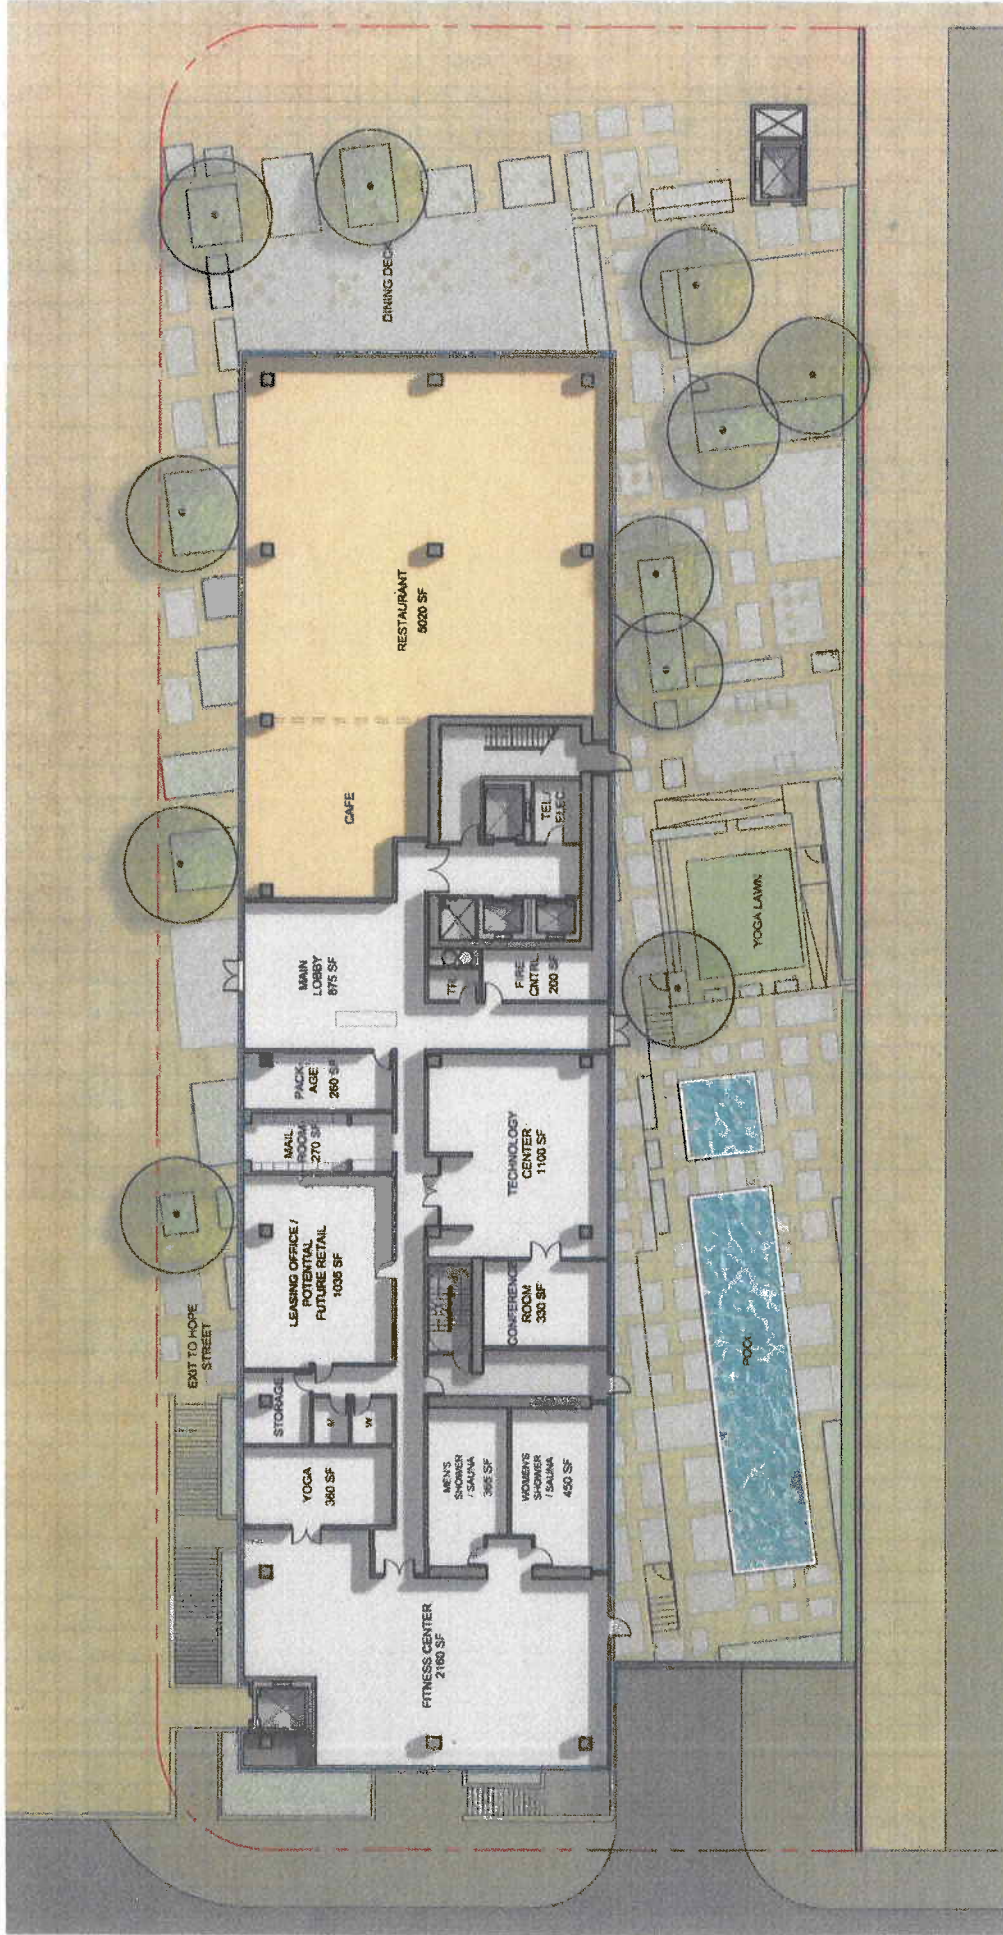 DINING DECK
RESTAURANT
5020 SF
CAFE
TEL/
ELEC
MAIN
LOBBY
875 SF
TR
FIRE
CNTRL
200 SF
YOGA LAWN
PACK-
AGE
260 SF
MAIL
ROOM
270 SF
TECHNOLOGY
CENTER
1100 SF
LEASING OFFICE /
POTENTIAL
FUTURE RETAIL
1035 SF
CONFERENCE
ROOM
330 SF
EXIT TO HOPE
STREET
STORAGE
M
W
POOL
YOGA
360 SF
MEN'S
SHOWER
/ SAUNA
WOMEN'S
SHOWER
/ SAUNA
450 SF
FITNESS CENTER
2160 SF